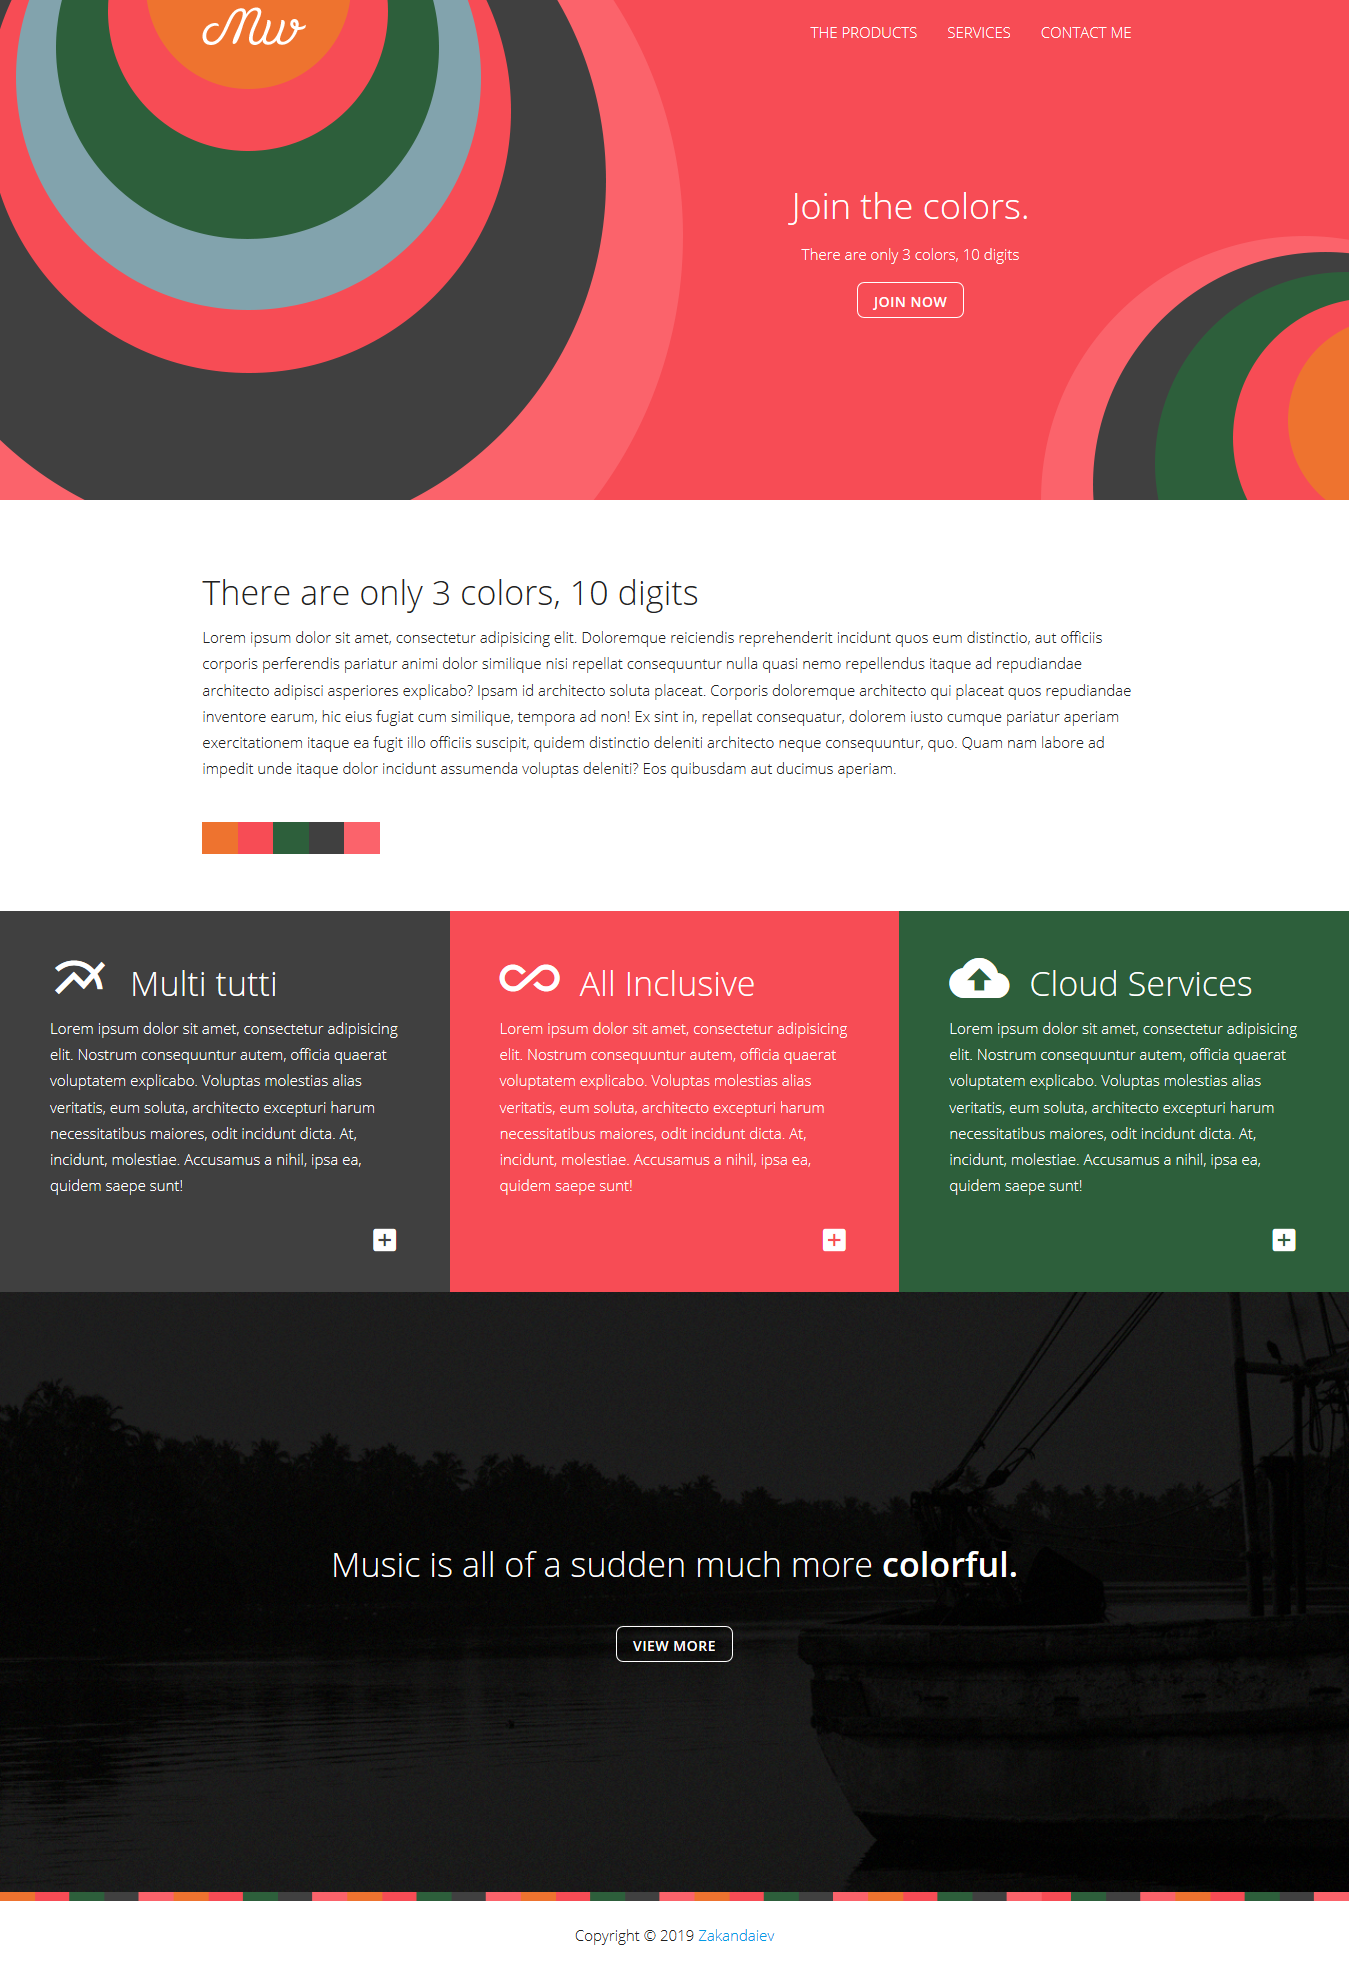 Mw
THE PRODUCTS SERVICES CONTACT ME
Join the colors.
There are only 3 colors, 10 digits
JOIN NOW
There are only 3 colors, 10 digits
Lorem ipsum dolor sit amet, consectetur adipisicing elit. Doloremque reiciendis reprehenderit incidunt quos eum distinctio, aut officiis
corporis perferendis pariatur animi dolor similique nisi repellat consequuntur nulla quasi nemo repellendus itaque ad repudiandae
architecto adipisci asperiores explicabo? Ipsam id architecto soluta placeat. Corporis doloremque architecto qui placeat quos repudiandae
inventore earum, hic eius fugiat cum similique, tempora ad non! Ex sint in, repellat consequatur, dolorem iusto cumque pariatur aperiam
exercitationem itaque ea fugit illo officiis suscipit, quidem distinctio deleniti architecto neque consequuntur, quo. Quam nam labore ad
impedit unde itaque dolor incidunt assumenda voluptas deleniti? Eos quibusdam aut ducimus aperiam.
Multi tutti
Lorem ipsum dolor sit amet, consectetur adipisicing
elit. Nostrum consequuntur autem, officia quaerat
voluptatem explicabo. Voluptas molestias alias
veritatis, eum soluta, architecto excepturi harum
necessitatibus maiores, odit incidunt dicta. At,
incidunt, molestiae. Accusamus a nihil, ipsa ea,
quidem saepe sunt!
All Inclusive
Lorem ipsum dolor sit amet, consectetur adipisicing
elit. Nostrum consequuntur autem, officia quaerat
voluptatem explicabo. Voluptas molestias alias
veritatis, eum soluta, architecto excepturi harum
necessitatibus maiores, odit incidunt dicta. At,
incidunt, molestiae. Accusamus a nihil, ipsa ea,
quidem saepe sunt!
Cloud Services
Lorem ipsum dolor sit amet, consectetur adipisicing
elit. Nostrum consequuntur autem, officia quaerat
voluptatem explicabo. Voluptas molestias alias
veritatis, eum soluta, architecto excepturi harum
necessitatibus maiores, odit incidunt dicta. At,
incidunt, molestiae. Accusamus a nihil, ipsa ea,
quidem saepe sunt!
Music is all of a sudden much more colorful.
VIEW MORE
Copyright © 2019 Zakandaiev